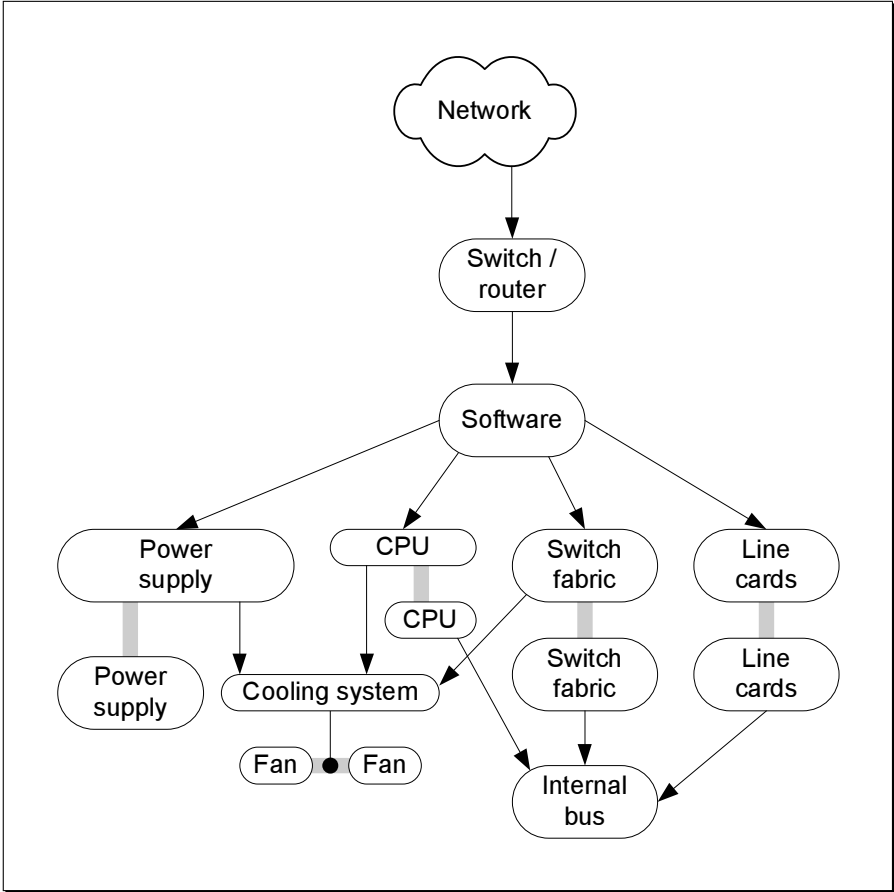 Network
Switch /
router
Software
Power
supply
CPU
Switch
fabric
Line
cards
CPU
Power
supply
Cooling system
Switch
fabric
Line
cards
Fan
Fan
Internal
bus